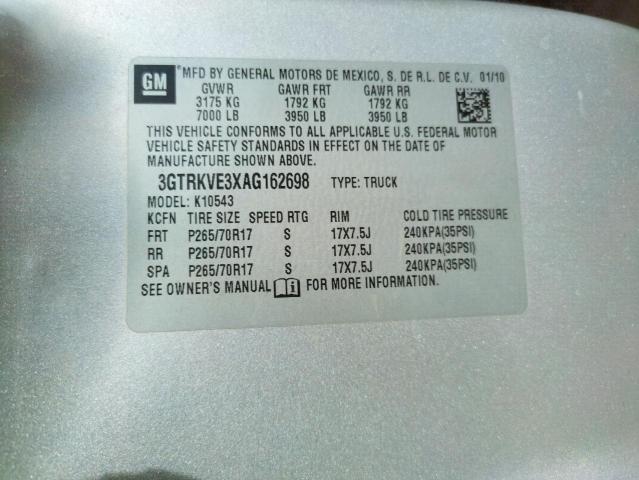 GM ®MFD BY GENERAL MOTORS DE MEXICO, S. DE R.L. DE C.V. 01/10
GVWR GAWR FRT GAWR RR
3175 KG 1792 KG 1792 KG
7000 LB 3950 LB 3950 LB
THIS VEHICLE CONFORMS TO ALL APPLICABLE U.S. FEDERAL MOTOR
VEHICLE SAFETY STANDARDS IN EFFECT ON THE DATE OF
MANUFACTURE SHOWN ABOVE.
3GTRKVE3XAG162698 TYPE: TRUCK
MODEL: K10543
KCFN TIRE SIZE SPEED RTG RIM COLD TIRE PRESSURE
FRT P265/70R17 S 17X7.5J 240KPA(35PSI)
RR P265/70R17 S 17X7.5J 240KPA(35PSI)
SPA P265/70R17 S 17X7.5J 240KPA(35PSI)
SEE OWNER'S MANUAL i FOR MORE INFORMATION.